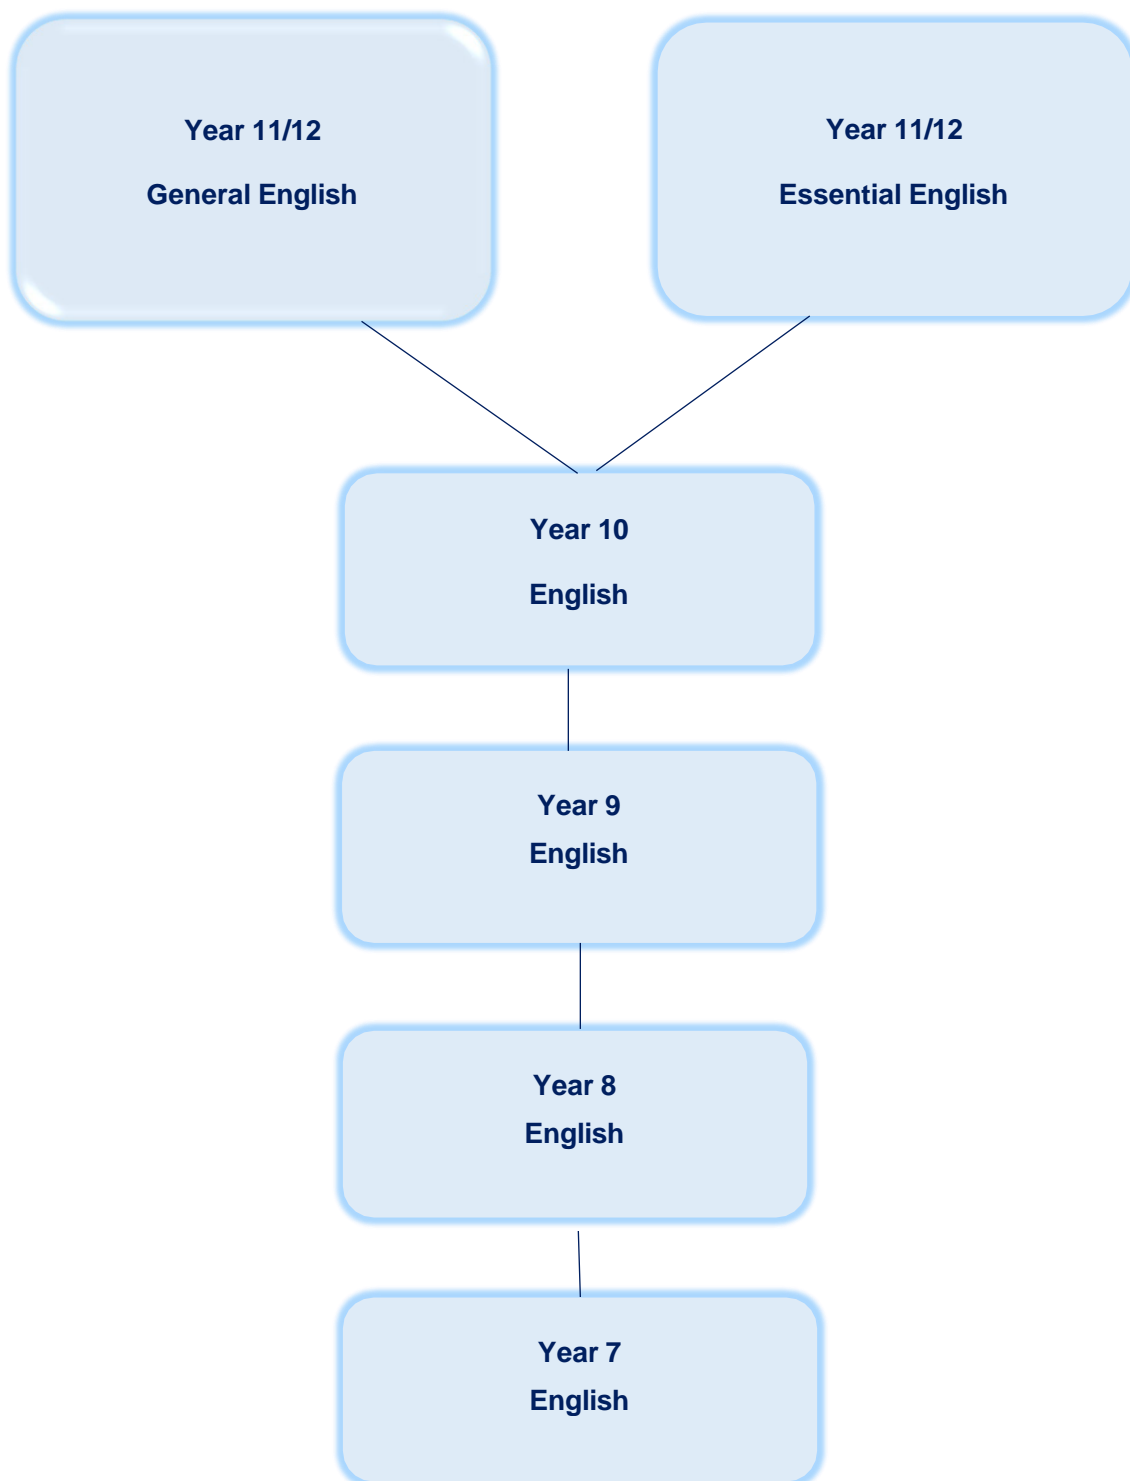 Year 11/12
General English
Year 11/12
Essential English
Year 10
English
Year 9
English
Year 8
English
Year 7
English